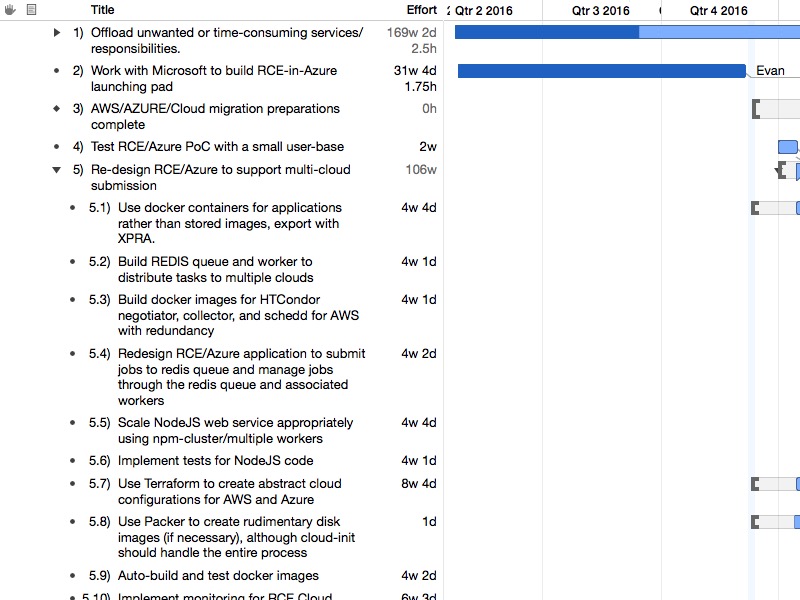 Title Effort 2 Qtr 2 2016 Qtr 3 2016 Qtr 4 2016
1) Offload unwanted or time-consuming services/ 169w 2d
responsibilities. 2.5h
2) Work with Microsoft to build RCE-in-Azure 31w 4d
launching pad 1.75h
Evan
3) AWS/AZURE/Cloud migration preparations 0h
complete
4) Test RCE/Azure PoC with a small user-base 2w
5) Re-design RCE/Azure to support multi-cloud 106w
submission
5.1) Use docker containers for applications 4w 4d
rather than stored images, export with
XPRA.
5.2) Build REDIS queue and worker to 4w 1d
distribute tasks to multiple clouds
5.3) Build docker images for HTCondor 4w 1d
negotiator, collector, and schedd for AWS
with redundancy
5.4) Redesign RCE/Azure application to submit 4w 2d
jobs to redis queue and manage jobs
through the redis queue and associated
workers
5.5) Scale NodeJS web service appropriately 4w 4d
using npm-cluster/multiple workers
5.6) Implement tests for NodeJS code 4w 1d
5.7) Use Terraform to create abstract cloud 8w 4d
configurations for AWS and Azure
5.8) Use Packer to create rudimentary disk 1d
images (if necessary), although cloud-init
should handle the entire process
5.9) Auto-build and test docker images 4w 2d
5.10) Implement monitoring for RCE Cloud 6w 3d